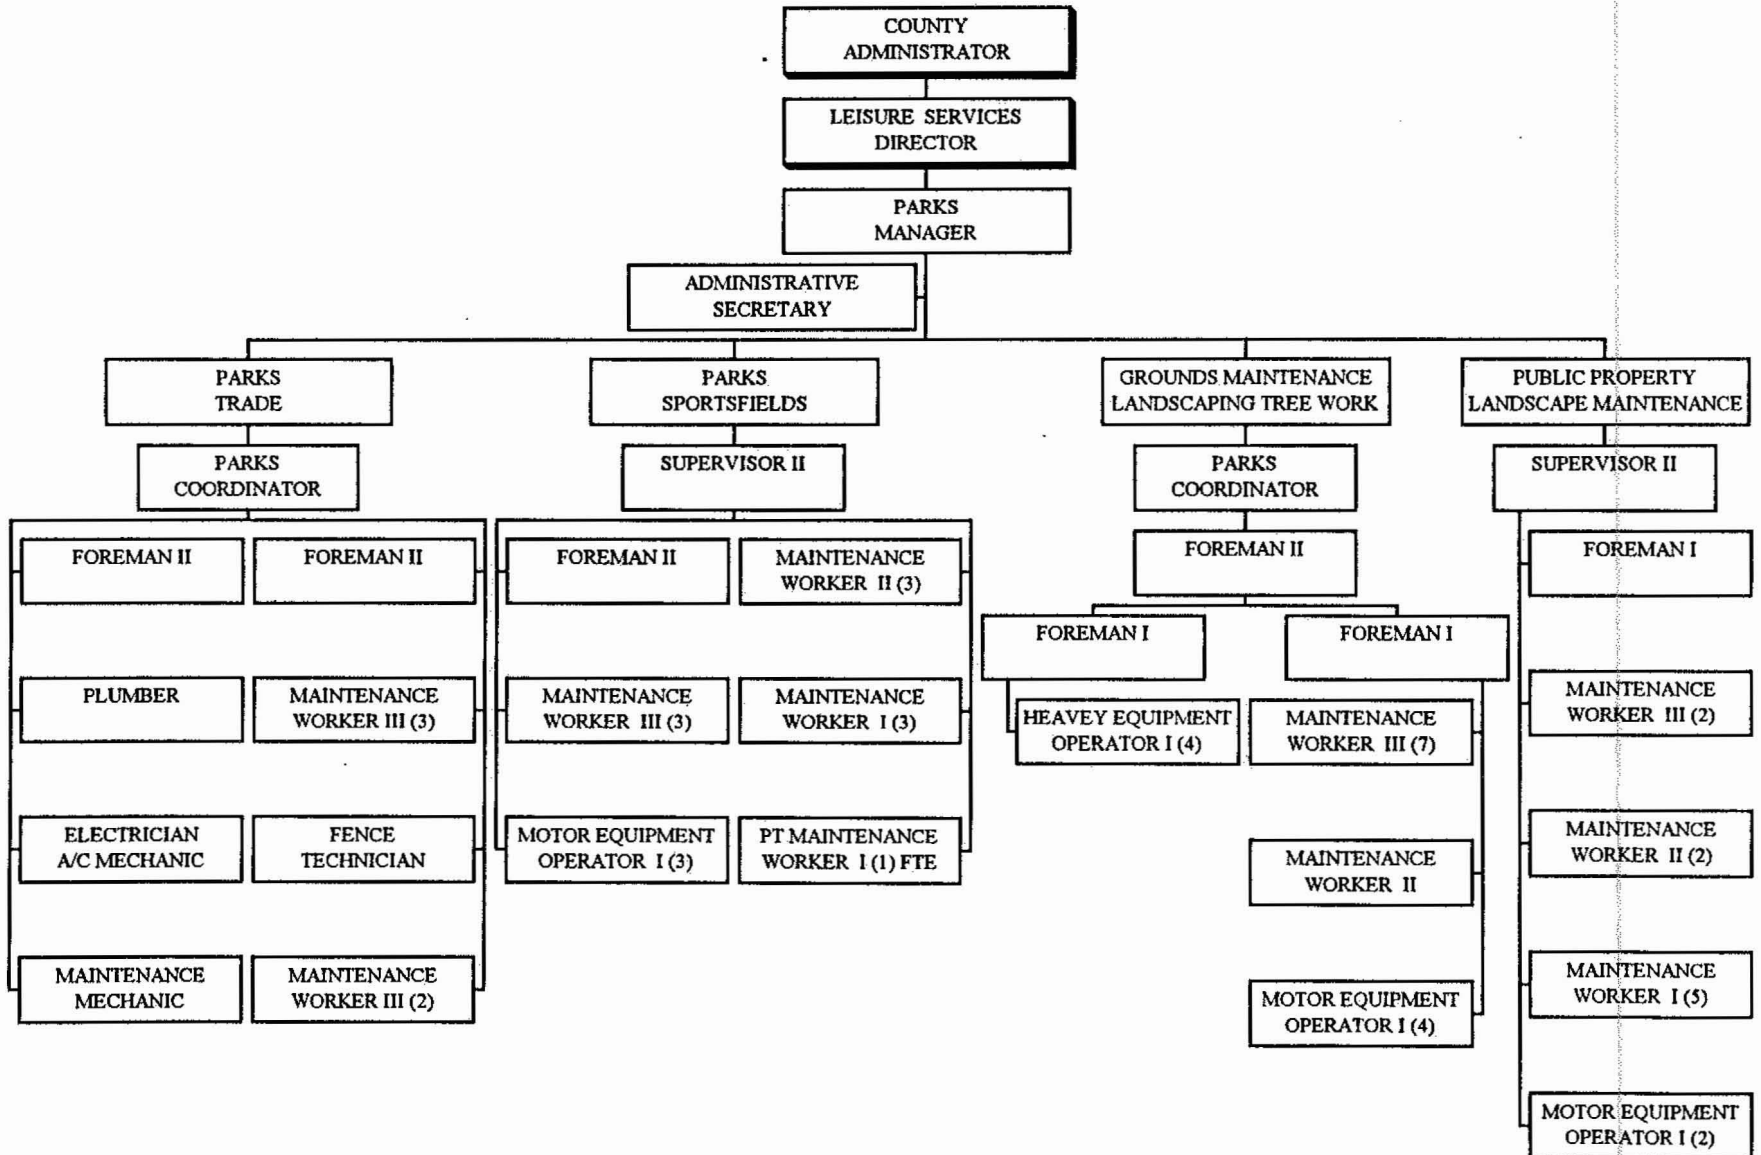 COUNTY
ADMINISTRATOR
LEISURE SERVICES
DIRECTOR
PARKS
MANAGER
ADMINISTRATIVE
SECRETARY
PARKS
TRADE
PARKS
SPORTSFIELDS
GROUNDS MAINTENANCE
LANDSCAPING TREE WORK
PUBLIC PROPERTY
LANDSCAPE MAINTENANCE
PARKS
COORDINATOR
SUPERVISOR II
PARKS
COORDINATOR
SUPERVISOR II
FOREMAN II
FOREMAN II
FOREMAN II
MAINTENANCE
WORKER II (3)
FOREMAN II
FOREMAN I
FOREMAN I
FOREMAN I
PLUMBER
MAINTENANCE
WORKER III (3)
MAINTENANCE
WORKER III (3)
MAINTENANCE
WORKER I (3)
HEAVEY EQUIPMENT
OPERATOR I (4)
MAINTENANCE
WORKER III (7)
MAINTENANCE
WORKER III (2)
ELECTRICIAN
A/C MECHANIC
FENCE
TECHNICIAN
MOTOR EQUIPMENT
OPERATOR I (3)
PT MAINTENANCE
WORKER I (1) FTE
MAINTENANCE
WORKER II
MAINTENANCE
WORKER II (2)
MAINTENANCE
MECHANIC
MAINTENANCE
WORKER III (2)
MOTOR EQUIPMENT
OPERATOR I (4)
MAINTENANCE
WORKER I (5)
MOTOR EQUIPMENT
OPERATOR I (2)